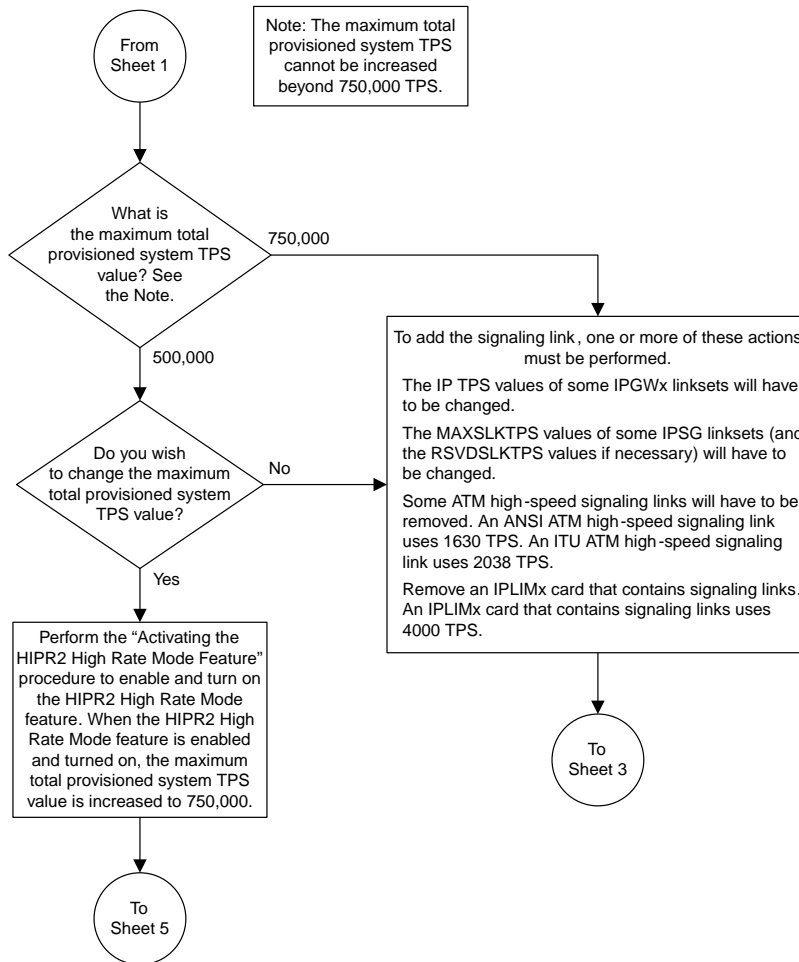 From
Sheet 1
Note: The maximum total
provisioned system TPS
cannot be increased
beyond 750,000 TPS.
What is
the maximum total
provisioned system TPS
value? See
the Note.
750,000
500,000
To add the signaling link, one or more of these actions
must be performed.
The IP TPS values of some IPGWx linksets will have
to be changed.
The MAXSLKTPS values of some IPSG linksets (and
the RSVDSLKTPS values if necessary) will have to
be changed.
Some ATM high-speed signaling links will have to be
removed. An ANSI ATM high-speed signaling link
uses 1630 TPS. An ITU ATM high-speed signaling
link uses 2038 TPS.
Remove an IPLIMx card that contains signaling links.
An IPLIMx card that contains signaling links uses
4000 TPS.
Do you wish
to change the maximum
total provisioned system
TPS value?
No
Yes
Perform the “Activating the
HIPR2 High Rate Mode Feature”
procedure to enable and turn on
the HIPR2 High Rate Mode
feature. When the HIPR2 High
Rate Mode feature is enabled
and turned on, the maximum
total provisioned system TPS
value is increased to 750,000.
To
Sheet 3
To
Sheet 5